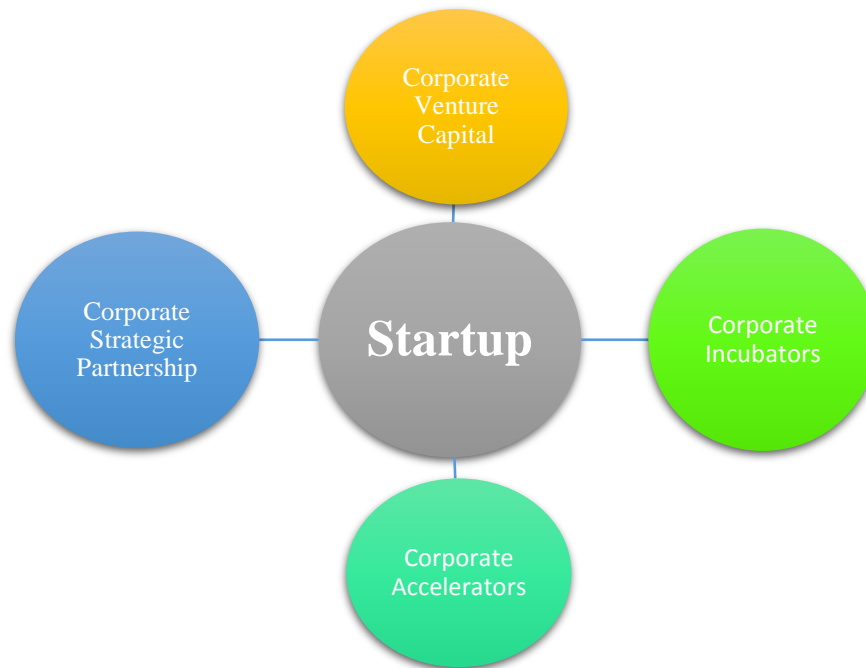 Corporate
Venture
Capital
Corporate
Strategic
Partnership
Startup
Corporate
Incubators
Corporate
Accelerators